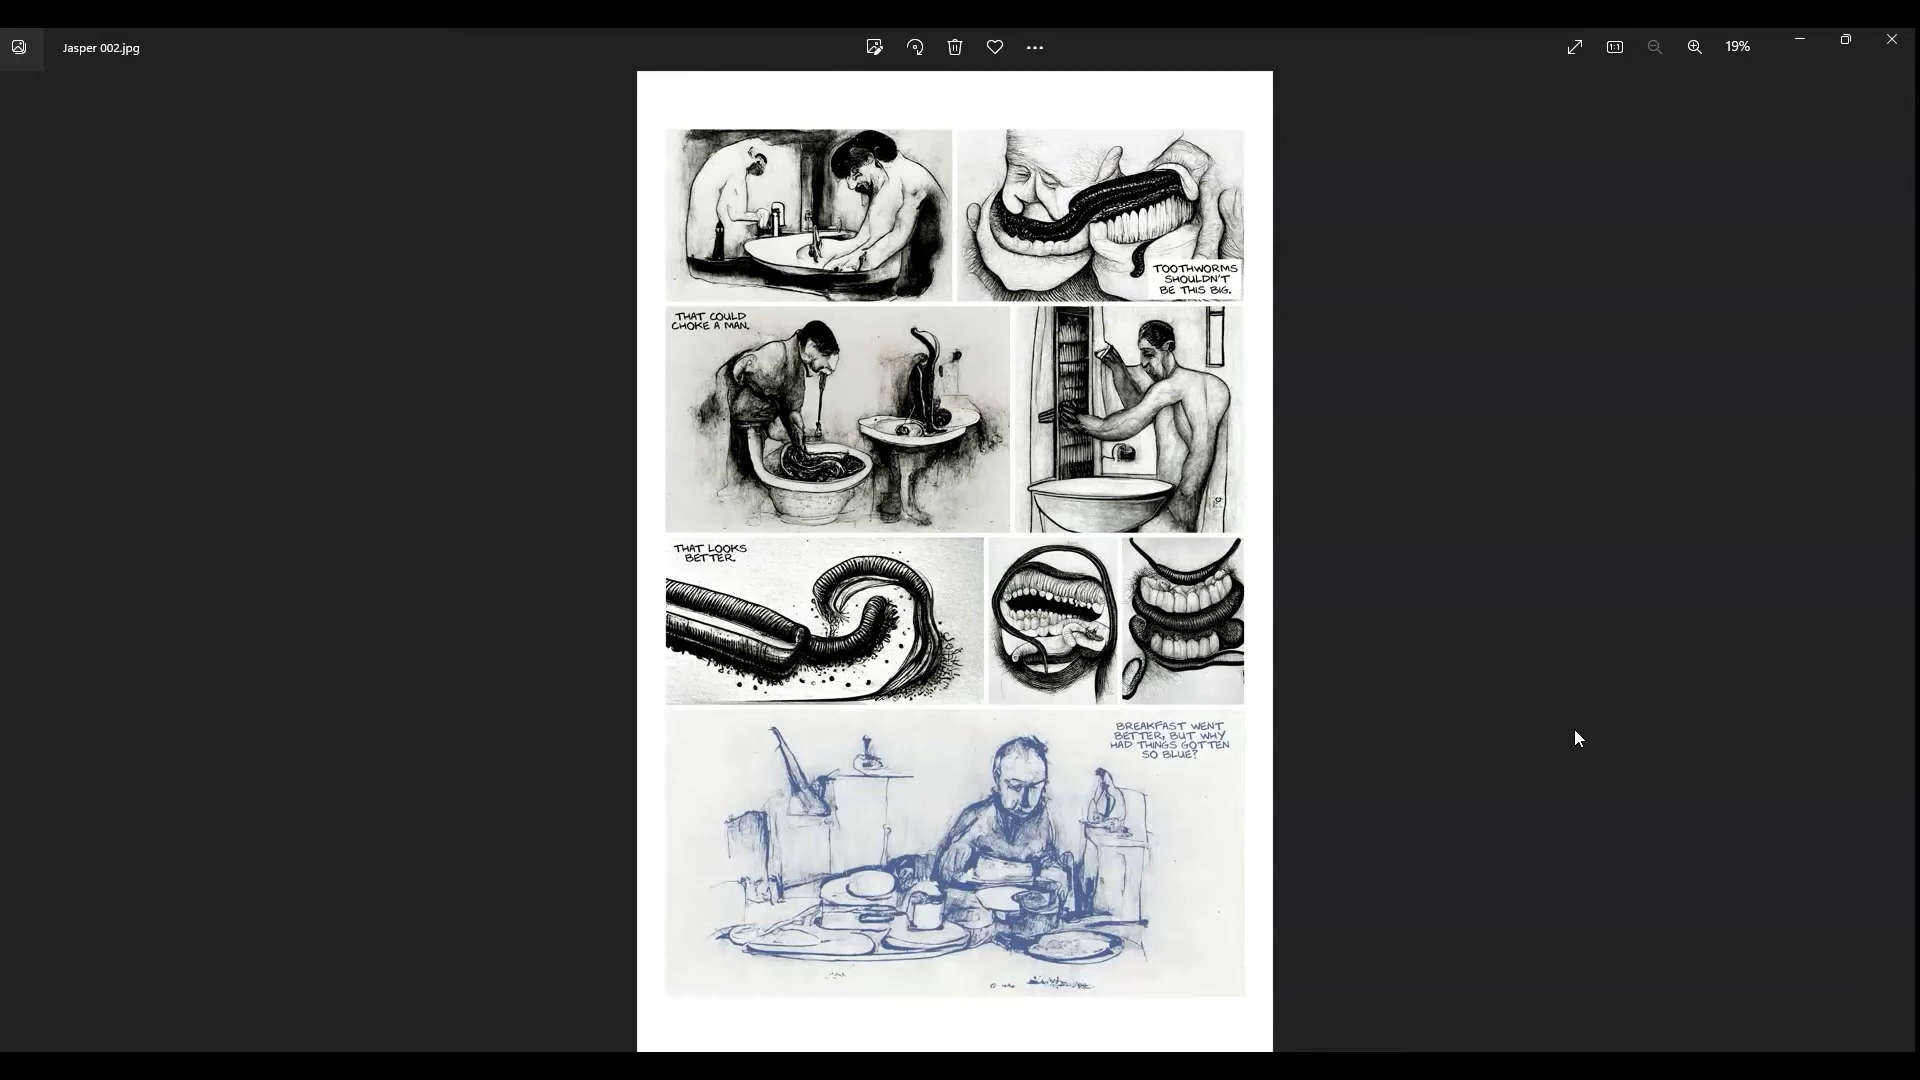 Jasper 002.jpg
19%
TOOTHWORMS
SHOULDN'T
BE THIS BIG.
THAT COULD
CHOKE A MAN.
THAT LOOKS
BETTER.
BREAKFAST WENT
BETTER, BUT WHY
HAD THINGS GOTTEN
SO BLUE?